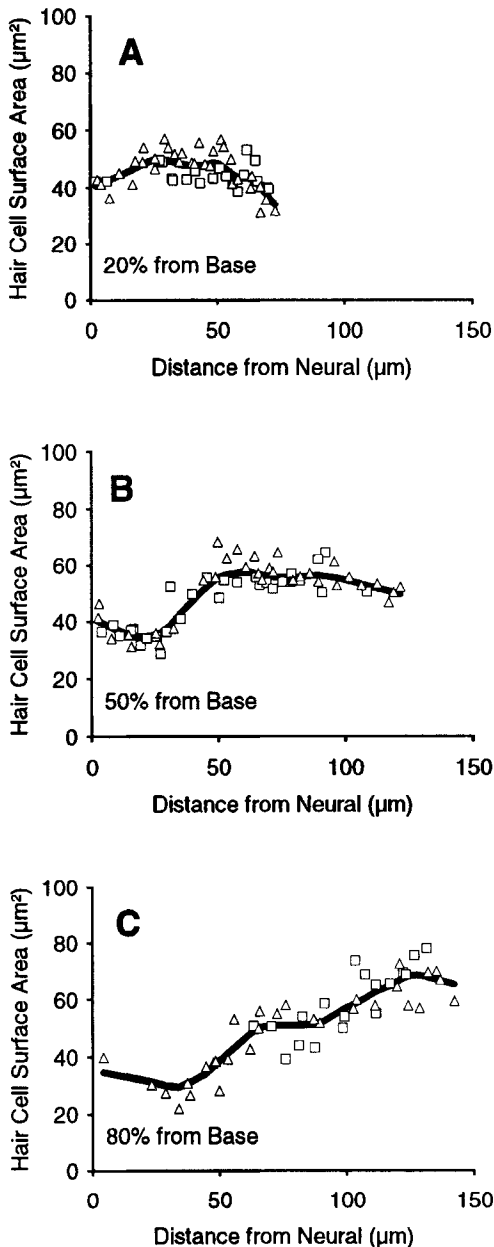 Hair Cell Surface Area (µm²)
100
A
80
60
40
20
20% from Base
0
0 50 100 150
Distance from Neural (µm)
Hair Cell Surface Area (µm²)
100
B
80
60
40
20
50% from Base
0
0 50 100 150
Distance from Neural (µm)
Hair Cell Surface Area (µm²)
100
C
80
60
40
20
80% from Base
0
0 50 100 150
Distance from Neural (µm)